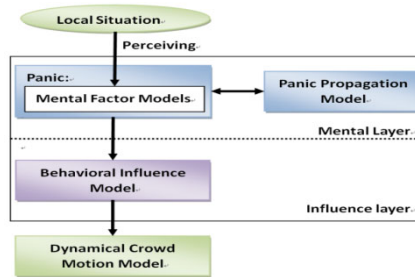 Local Situation
Perceiving
Panic:
Mental Factor Models
Panic Propagation
Model
Mental Layer
Behavioral Influence
Model
Influence layer
Dynamical Crowd
Motion Model